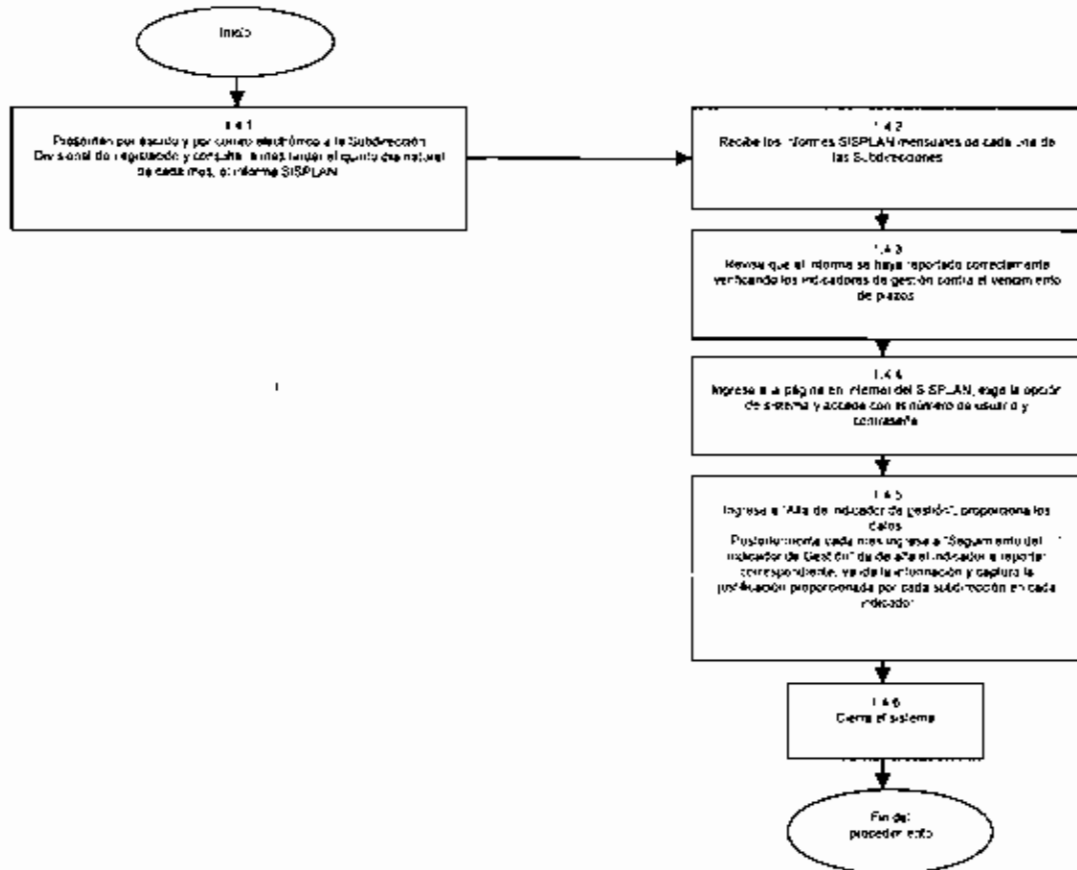 Inicio
1.4.1
Presentan por escrito y por correo electrónico a la Subdirección
Divisional de legislación y consulta, a más tardar el quinto día natural
de cada mes, el informe SISPLAN
1.4.2
Recibe los informes SISPLAN mensuales de cada una de
las Subdirecciones
1.4.3
Revisa que el informe se haya reportado correctamente
verificando los indicadores de gestión contra el vencimiento
de plazos
1.4.4
Ingresa a la página en internet del SISPLAN, elige la opción
de sistema y accede con el número de usuario y
contraseña
1.4.5
Ingresa a "Alta de indicador de gestión", proporciona los
datos
Posteriormente cada mes ingresa a "Seguimiento del
Indicador de Gestión" da de alta el indicador a reportar
correspondiente, valida la información y captura la
justificación proporcionada por cada subdirección en cada
indicador
1.4.6
Cierra el sistema
Fin del
procedimiento